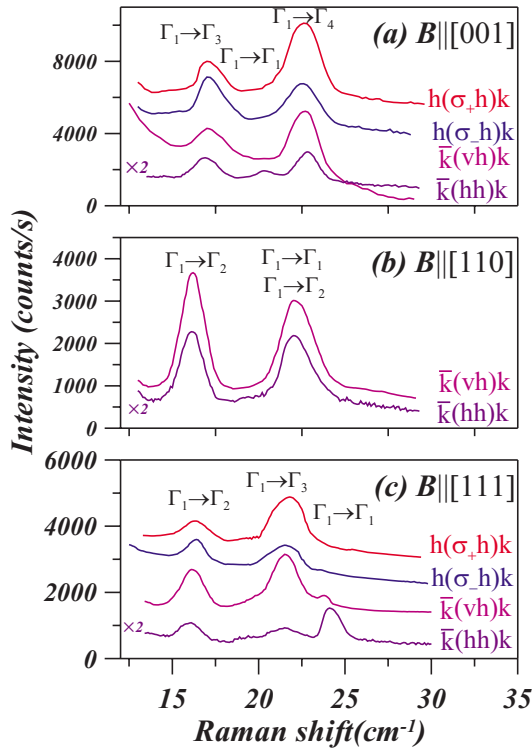 Γ₁→Γ₄
(a) B||[001]
Γ₁→Γ₃
Γ₁→Γ₁
8000
4000
0
h(σ₊h)k
h(σ₋h)k
k̅(vh)k
×2
k̅(hh)k
Γ₁→Γ₂
Γ₁→Γ₁
Γ₁→Γ₂
(b) B||[110]
4000
3000
2000
1000
0
k̅(vh)k
×2
k̅(hh)k
Intensity (counts/s)
6000
4000
2000
0
(c) B||[111]
Γ₁→Γ₂
Γ₁→Γ₃
Γ₁→Γ₁
h(σ₊h)k
h(σ₋h)k
k̅(vh)k
×2
k̅(hh)k
15 20 25 30 35
Raman shift(cm⁻¹)